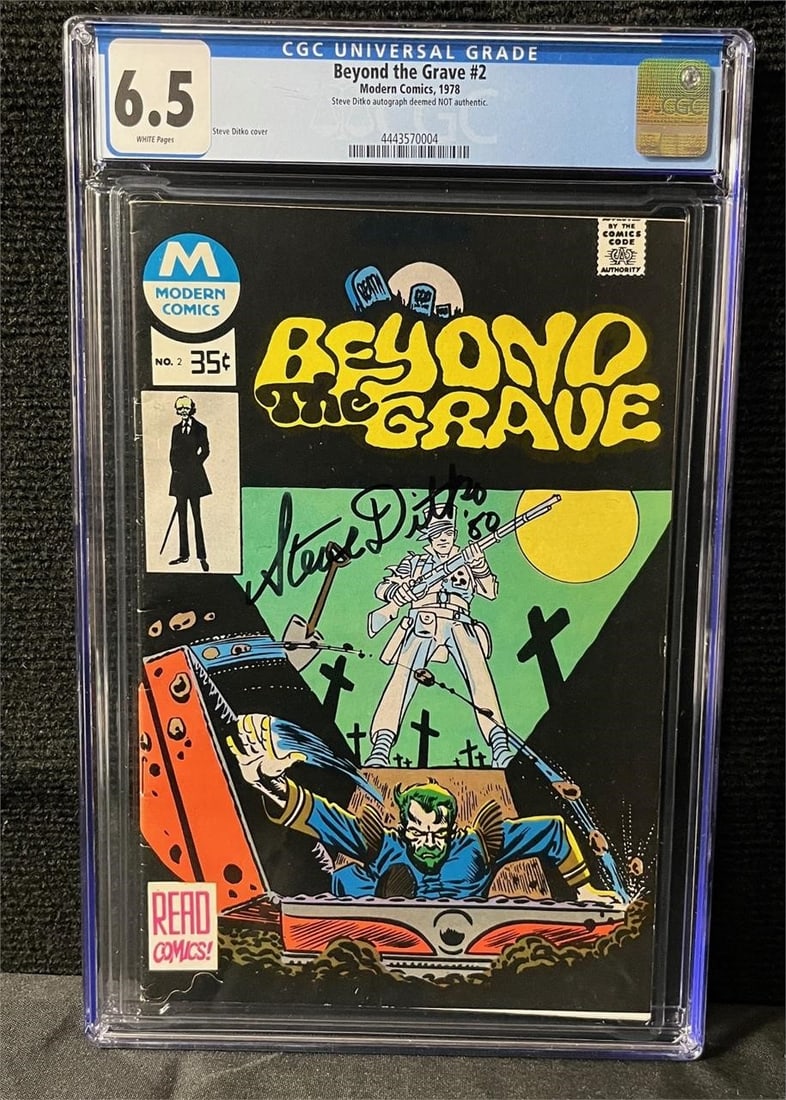 CGC UNIVERSAL GRADE
6.5
WHITE Pages
Beyond the Grave #2
Modern Comics, 1978
Steve Ditko autograph deemed NOT authentic.
Steve Ditko cover
4443570004
CGC
BY THE
COMICS
CODE
AUTHORITY
M
MODERN
COMICS
NO. 2 35¢
DEATH
BEYOND
The GRAVE
Steve Ditko
READ
COMICS!